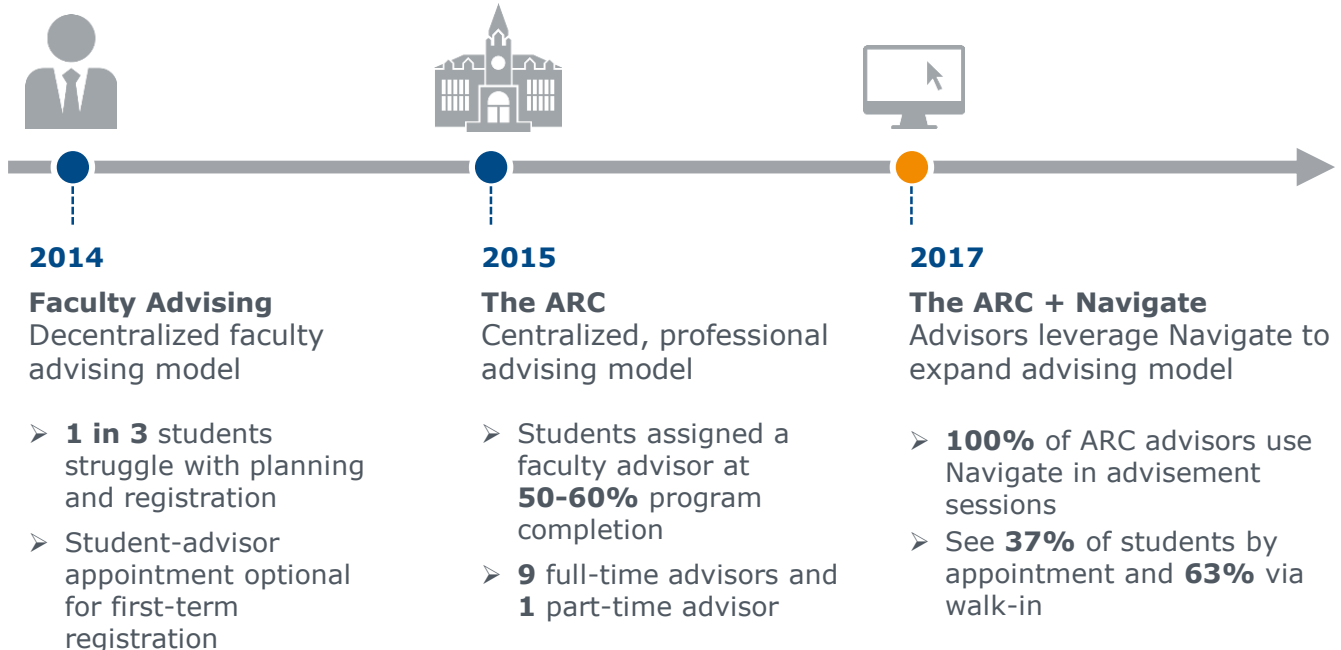 2014
Faculty Advising
Decentralized faculty
advising model
➢ 1 in 3 students
struggle with planning
and registration
➢ Student-advisor
appointment optional
for first-term
registration
2015
The ARC
Centralized, professional
advising model
➢ Students assigned a
faculty advisor at
50-60% program
completion
➢ 9 full-time advisors and
1 part-time advisor
2017
The ARC + Navigate
Advisors leverage Navigate to
expand advising model
➢ 100% of ARC advisors use
Navigate in advisement
sessions
➢ See 37% of students by
appointment and 63% via
walk-in